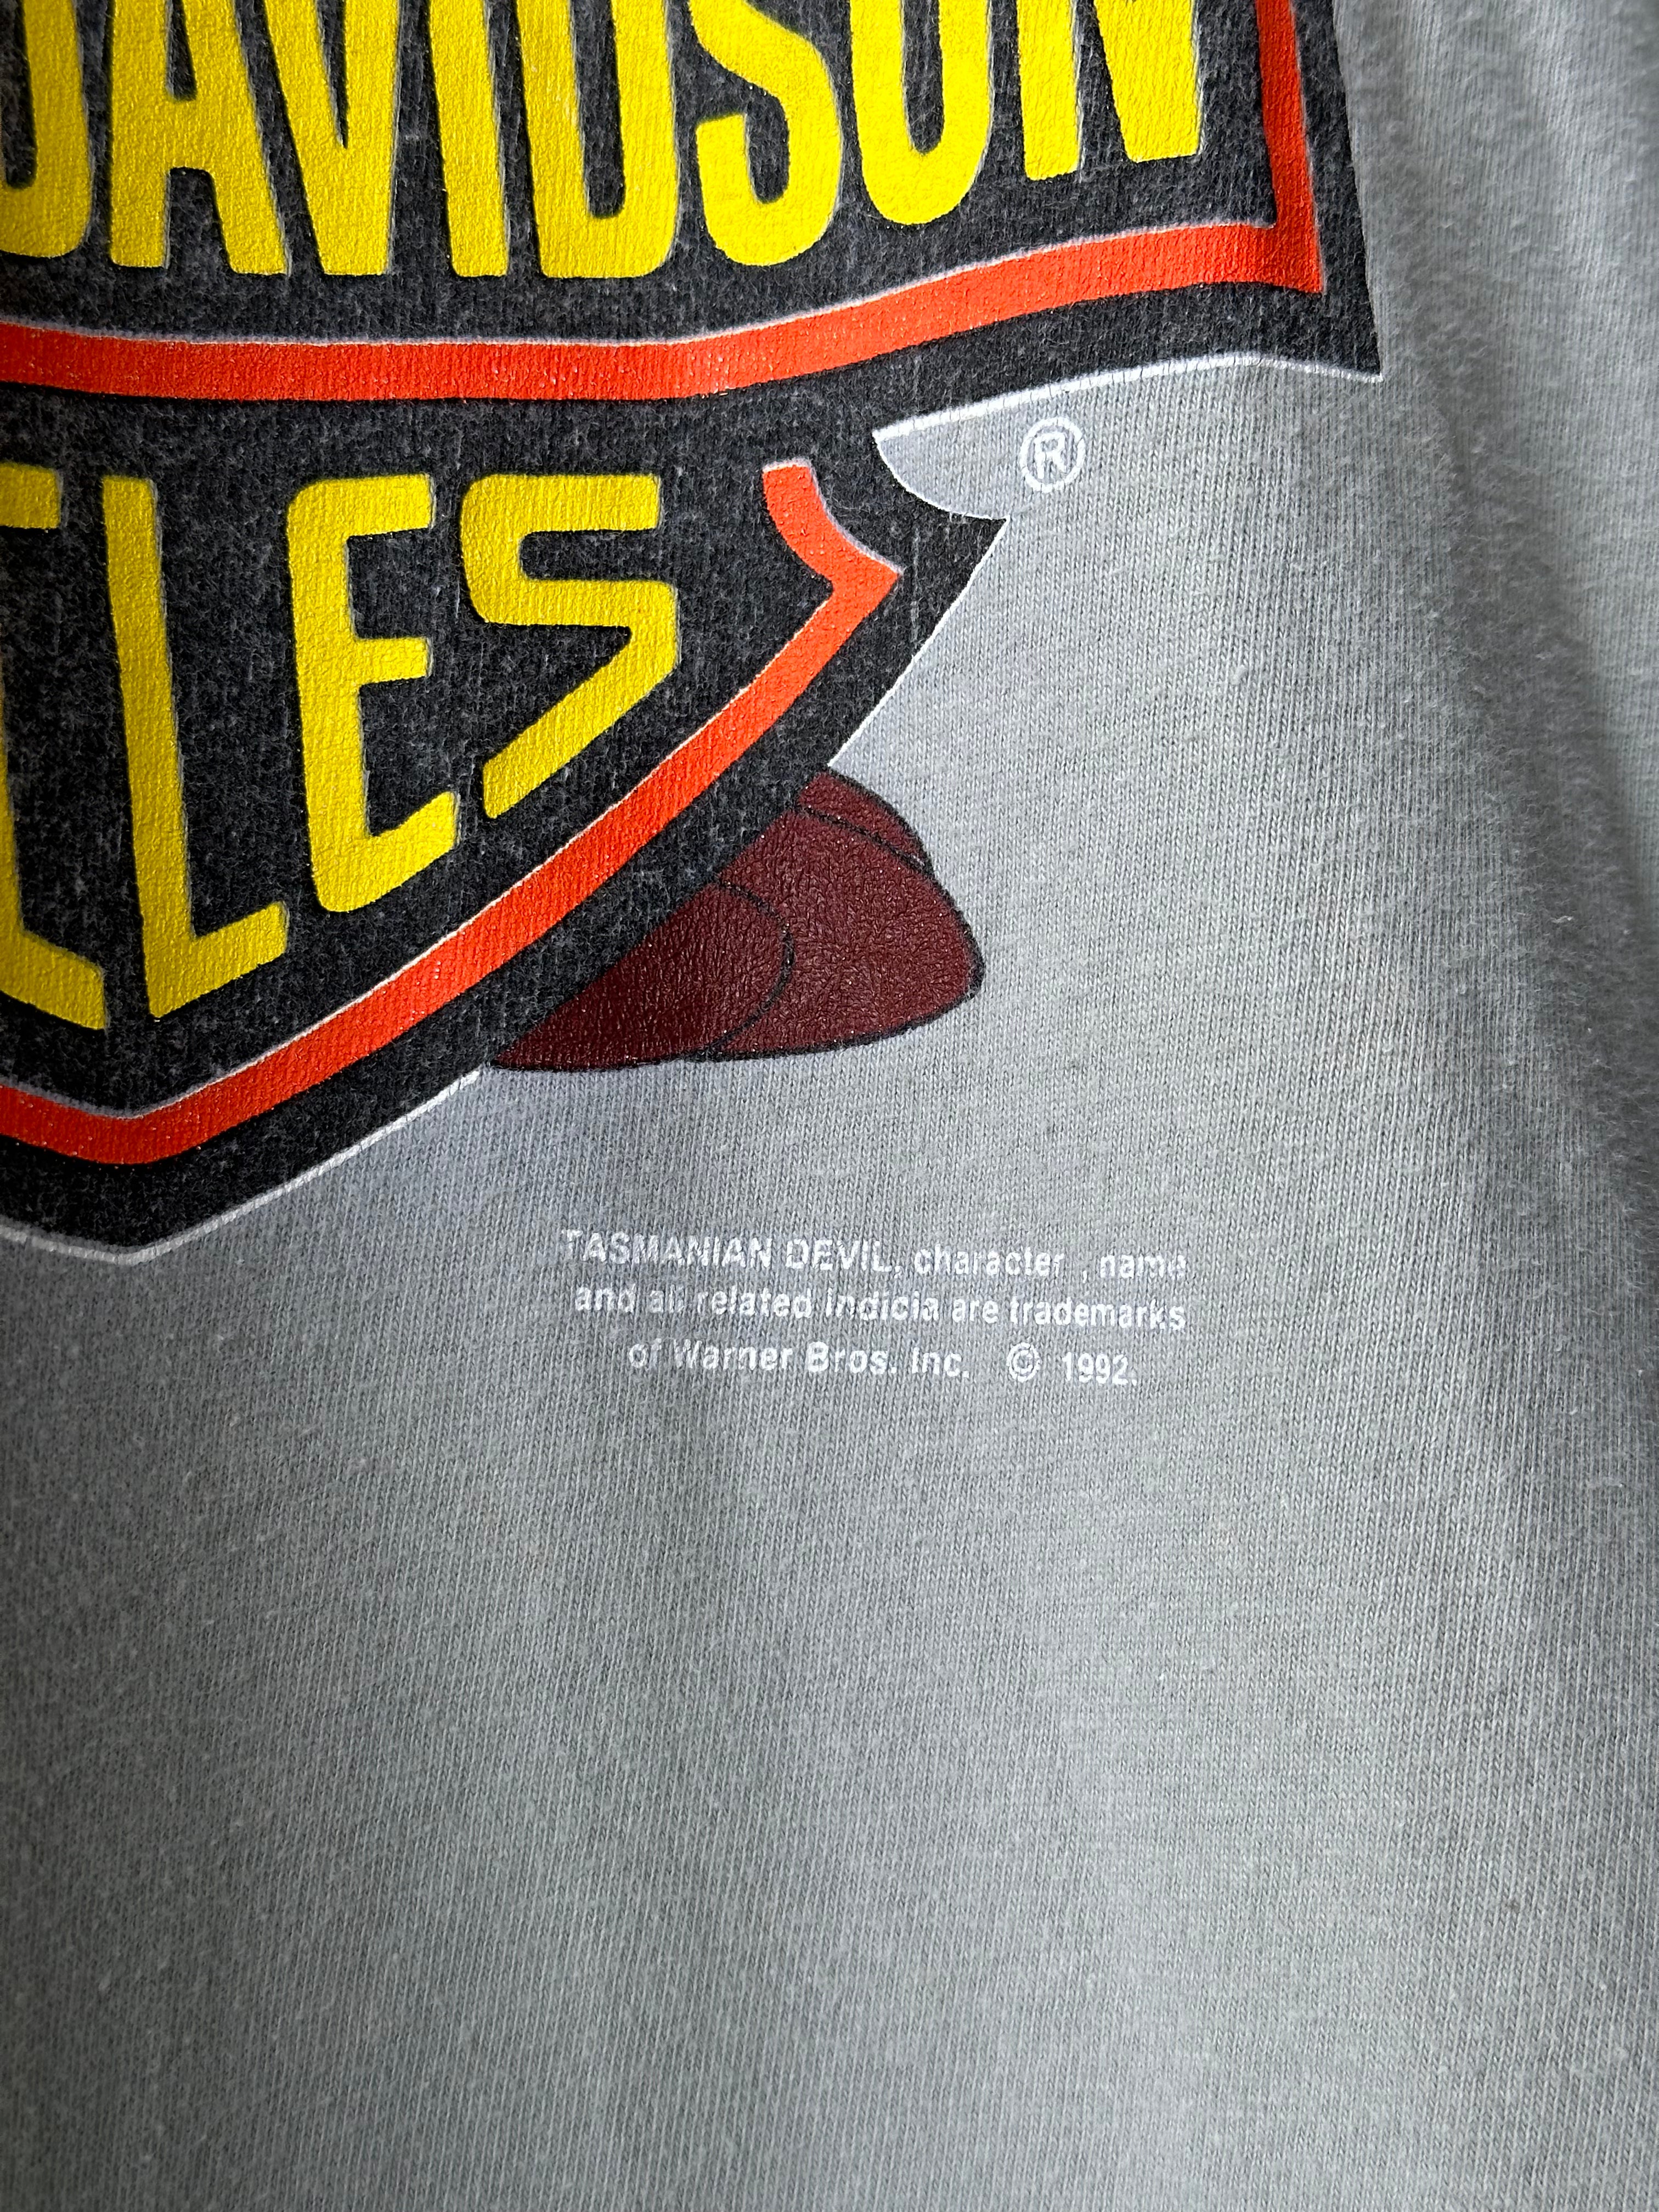 DAVIDSON
CLES
®
TASMANIAN DEVIL, character , name
and all related indicia are trademarks
of Warner Bros. Inc. © 1992.